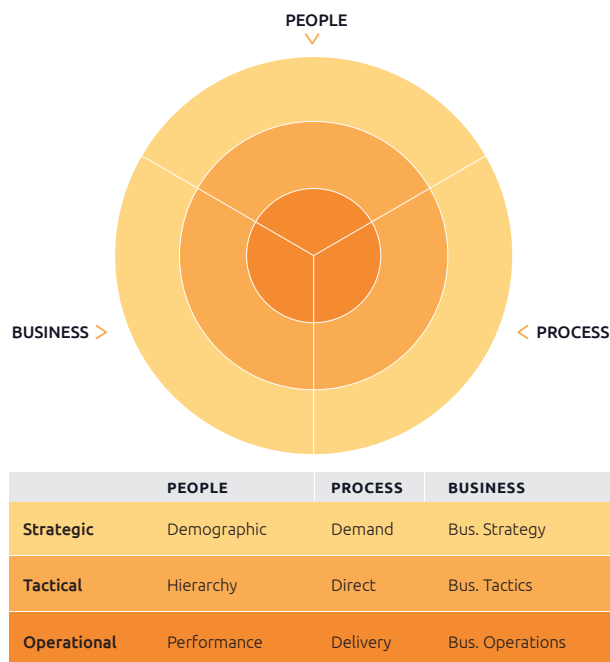 PEOPLE
BUSINESS
PROCESS
PEOPLE PROCESS BUSINESS
Strategic Demographic Demand Bus. Strategy
Tactical Hierarchy Direct Bus. Tactics
Operational Performance Delivery Bus. Operations